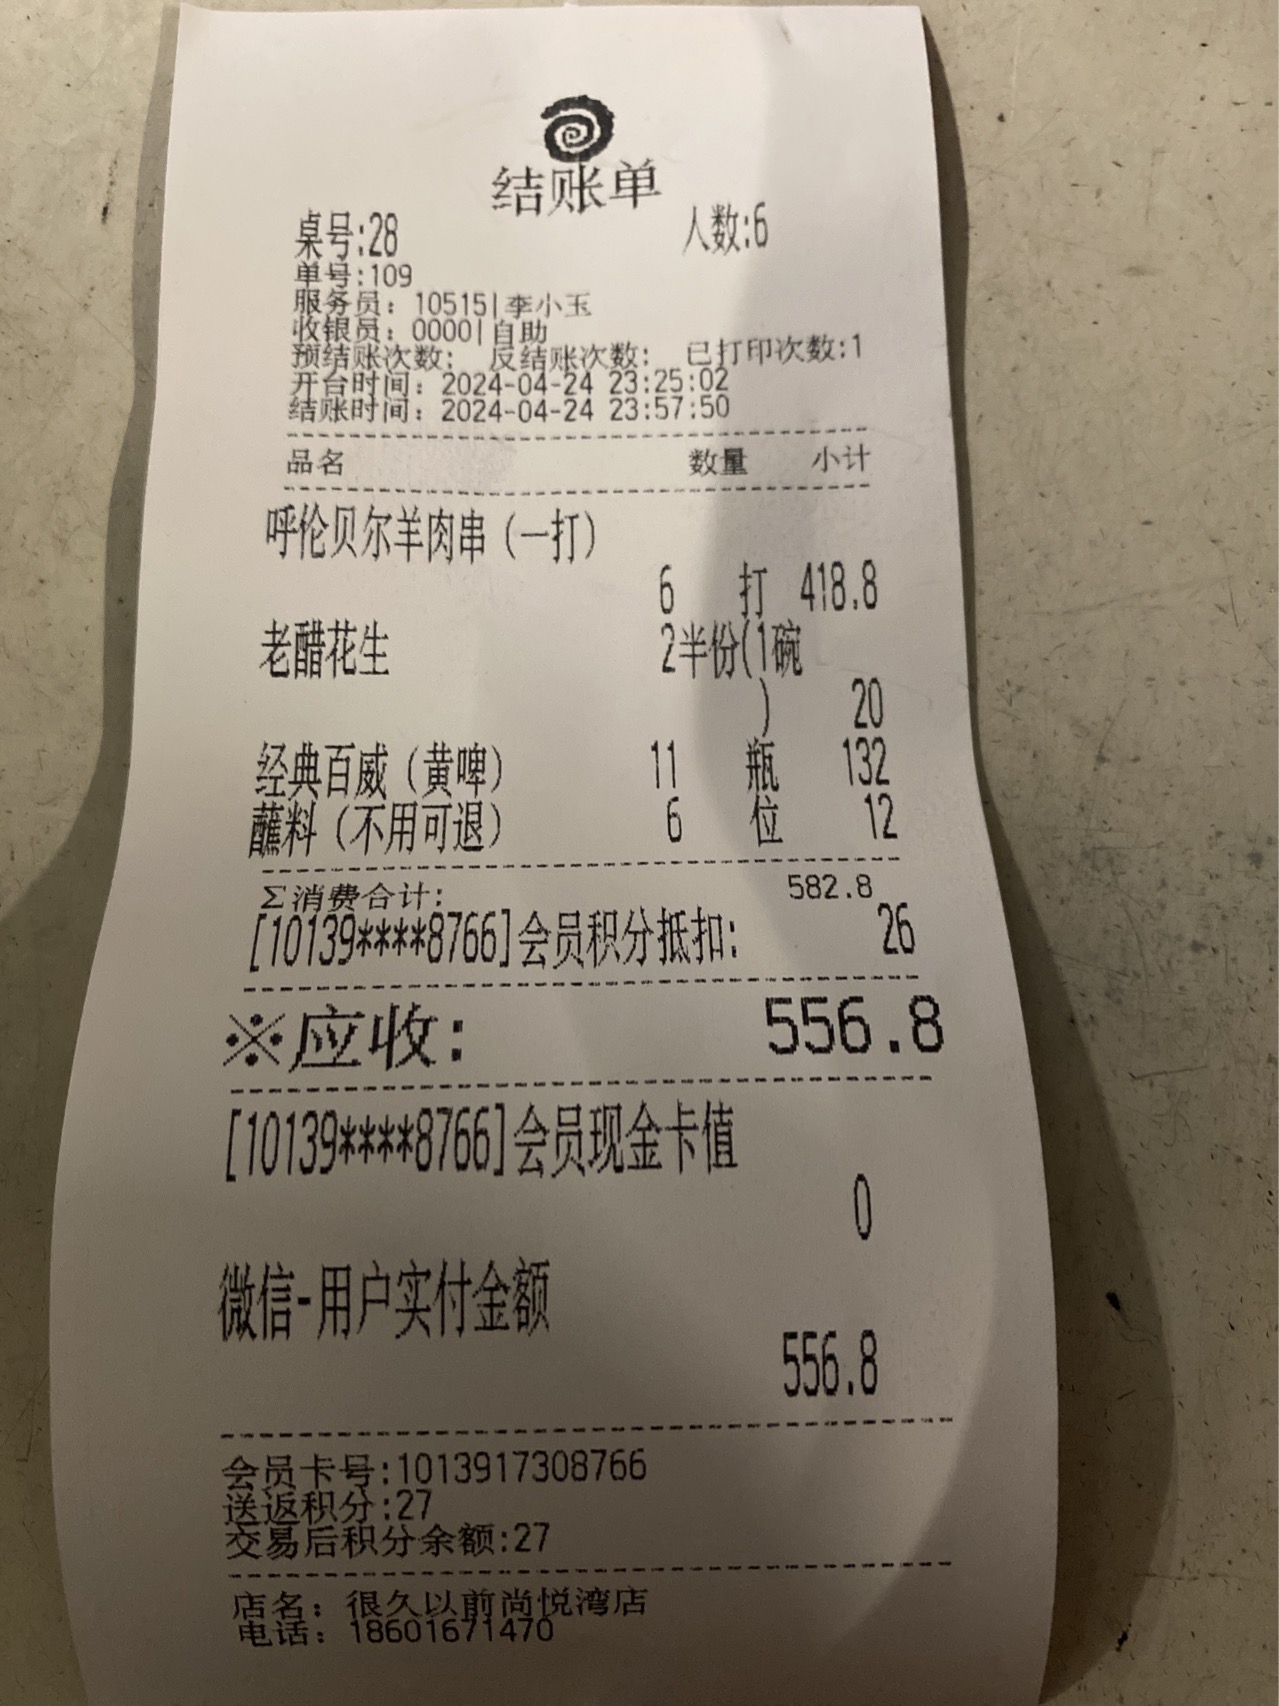 结账单
桌号:28 人数:6
单号:109
服务员: 10515|李小玉
收银员: 0000|自助
预结账次数: 反结账次数: 已打印次数:1
开台时间: 2024-04-24 23:25:02
结账时间: 2024-04-24 23:57:50
品名 数量 小计
呼伦贝尔羊肉串(一打)
6 打 418.8
老醋花生 2半份(1碗
) 20
经典百威(黄啤) 11 瓶 132
蘸料(不用可退) 6 位 12
Σ消费合计: 582.8
[10139****8766]会员积分抵扣: 26
※应收: 556.8
[10139****8766]会员现金卡值
0
微信-用户实付金额
556.8
会员卡号:1013917308766
送返积分:27
交易后积分余额:27
店名: 很久以前尚悦湾店
电话: 18601671470